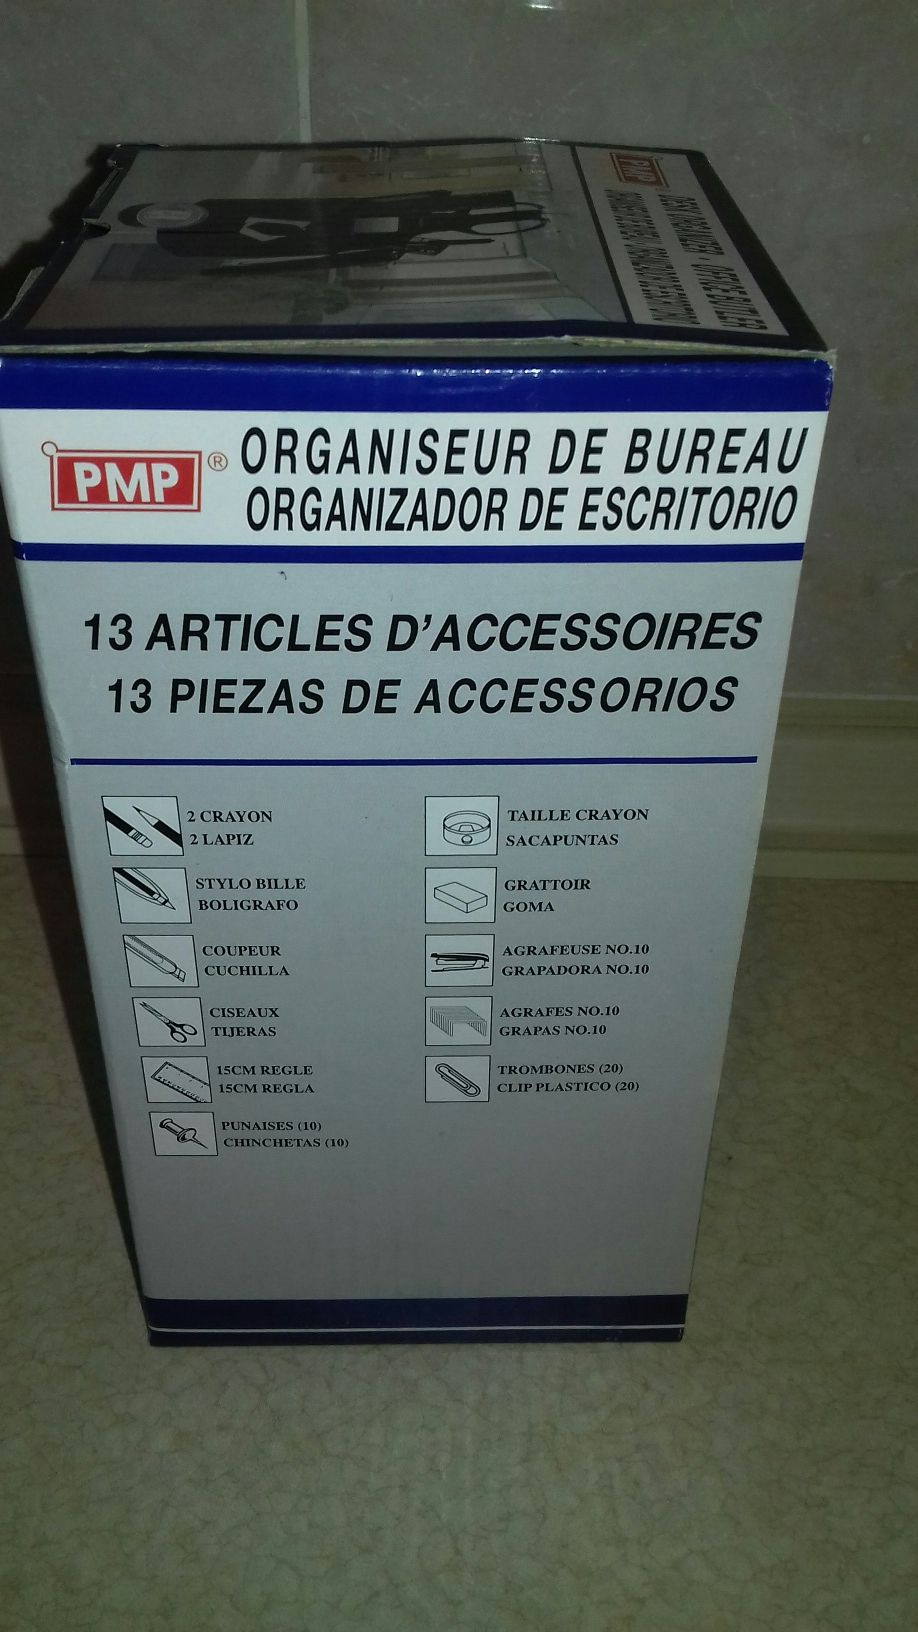 PMP
PMP ®
ORGANISEUR DE BUREAU
ORGANIZADOR DE ESCRITORIO
13 ARTICLES D'ACCESSOIRES
13 PIEZAS DE ACCESSORIOS
2 CRAYON
2 LAPIZ
STYLO BILLE
BOLIGRAFO
COUPEUR
CUCHILLA
CISEAUX
TIJERAS
15CM REGLE
15CM REGLA
PUNAISES (10)
CHINCHETAS (10)
TAILLE CRAYON
SACAPUNTAS
GRATTOIR
GOMA
AGRAFEUSE NO.10
GRAPADORA NO.10
AGRAFES NO.10
GRAPAS NO.10
TROMBONES (20)
CLIP PLASTICO (20)